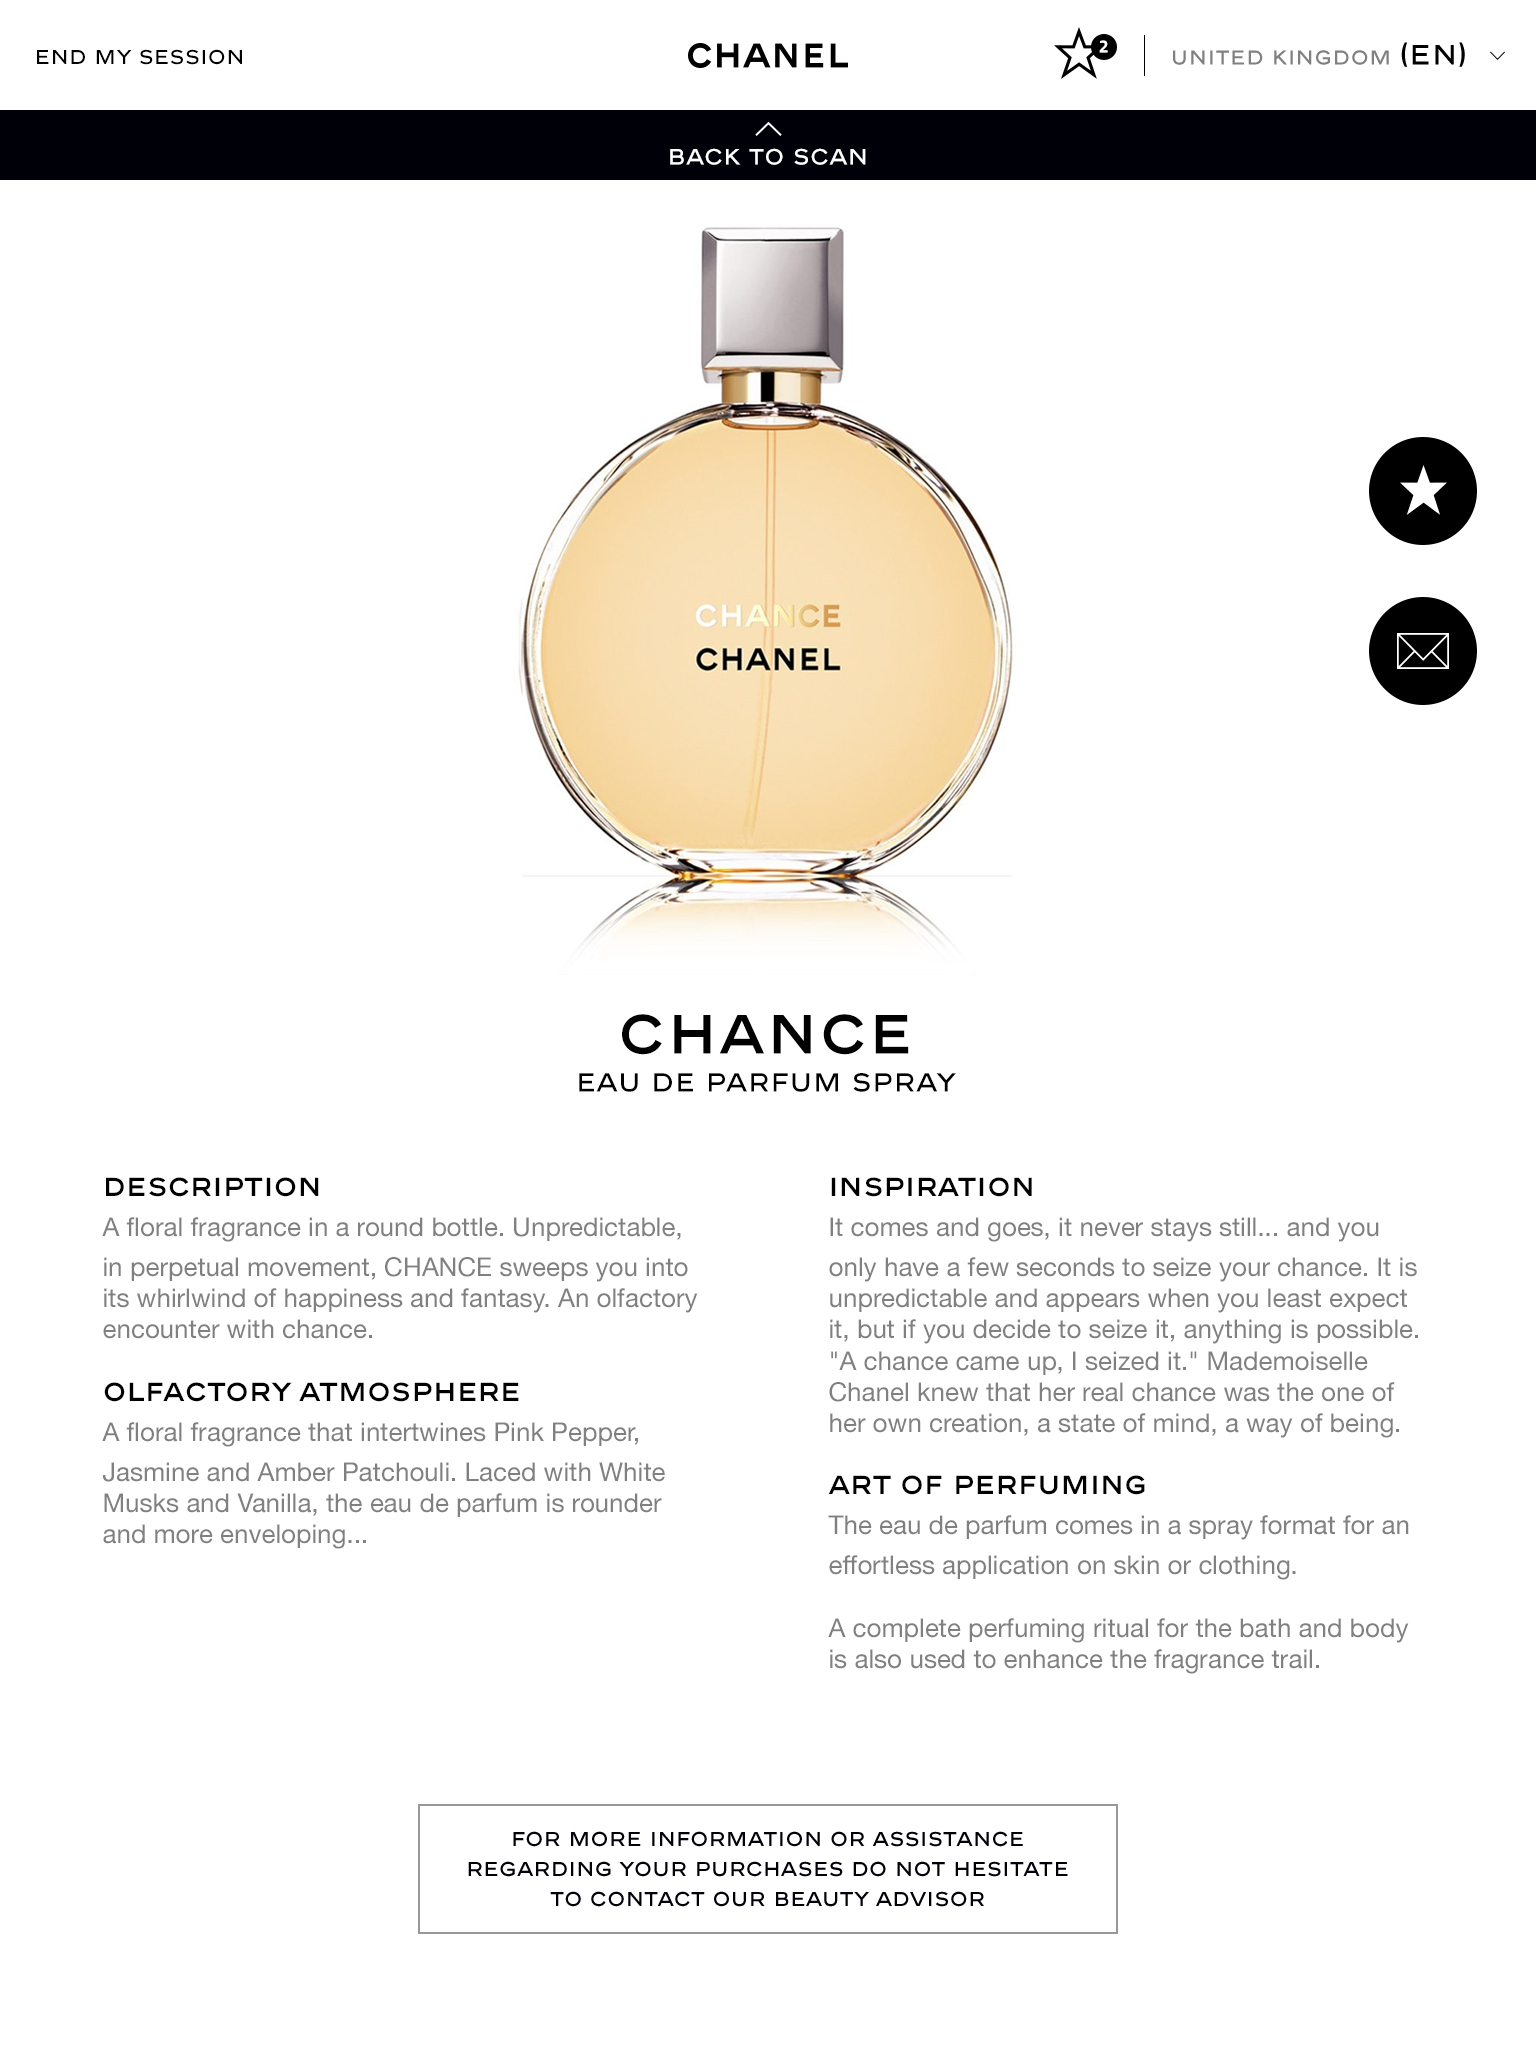 END MY SESSION
CHANEL
2
UNITED KINGDOM (EN)
BACK TO SCAN
CHANCE
CHANEL
CHANCE
EAU DE PARFUM SPRAY
DESCRIPTION
A floral fragrance in a round bottle. Unpredictable,
in perpetual movement, CHANCE sweeps you into
its whirlwind of happiness and fantasy. An olfactory
encounter with chance.
OLFACTORY ATMOSPHERE
A floral fragrance that intertwines Pink Pepper,
Jasmine and Amber Patchouli. Laced with White
Musks and Vanilla, the eau de parfum is rounder
and more enveloping...
INSPIRATION
It comes and goes, it never stays still... and you
only have a few seconds to seize your chance. It is
unpredictable and appears when you least expect
it, but if you decide to seize it, anything is possible.
"A chance came up, I seized it." Mademoiselle
Chanel knew that her real chance was the one of
her own creation, a state of mind, a way of being.
ART OF PERFUMING
The eau de parfum comes in a spray format for an
effortless application on skin or clothing.
A complete perfuming ritual for the bath and body
is also used to enhance the fragrance trail.
FOR MORE INFORMATION OR ASSISTANCE
REGARDING YOUR PURCHASES DO NOT HESITATE
TO CONTACT OUR BEAUTY ADVISOR